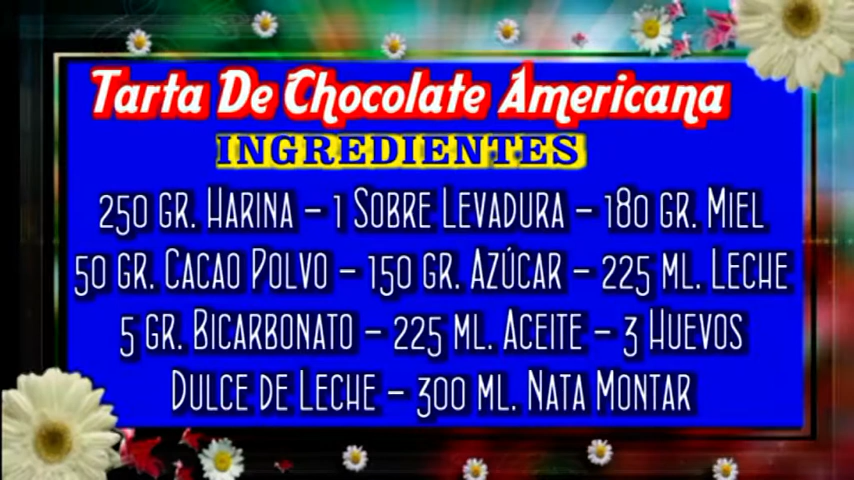 Tarta De Chocolate Americana
INGREDIENTES
250 GR. HARINA – 1 SOBRE LEVADURA – 180 GR. MIEL
50 GR. CACAO POLVO – 150 GR. AZÚCAR – 225 ML. LECHE
5 GR. BICARBONATO – 225 ML. ACEITE – 3 HUEVOS
DULCE DE LECHE – 300 ML. NATA MONTAR